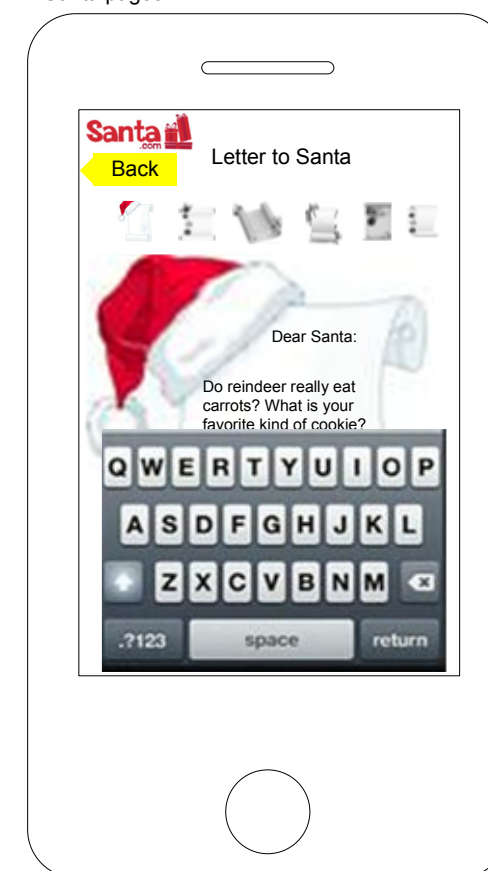 Santa
.com
Back
Letter to Santa
Dear Santa:
Do reindeer really eat
carrots? What is your
favorite kind of cookie?
Q W E R T Y U I O P
A S D F G H J K L
Z X C V B N M
.?123 space return